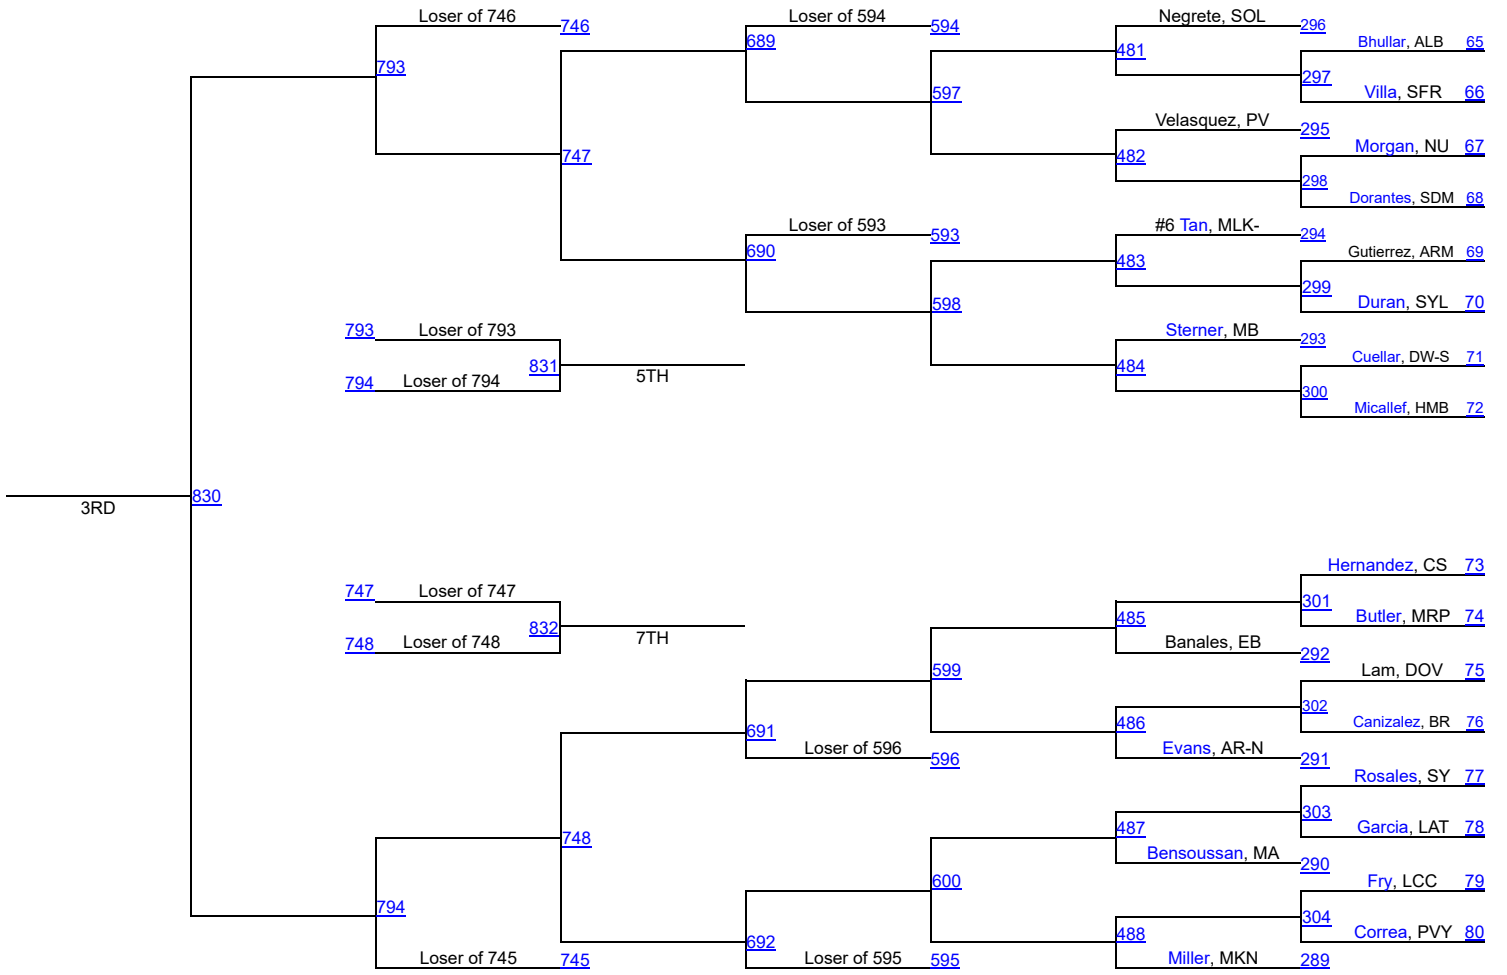 Loser of 746 746
Loser of 594 594
Negrete, SOL 296
Bhullar, ALB 65
689
481
793
297
Villa, SFR 66
597
Velasquez, PV 295
Morgan, NU 67
747
482
298
Dorantes, SDM 68
Loser of 593 593
#6 Tan, MLK- 294
690
483
Gutierrez, ARM 69
299
598
Duran, SYL 70
793 Loser of 793
Sterner, MB 293
831
5TH
484
Cuellar, DW-S 71
794 Loser of 794
300
Micallef, HMB 72
830
3RD
Hernandez, CS 73
747 Loser of 747
301
832
7TH
485
Butler, MRP 74
748 Loser of 748
Banales, EB 292
599
Lam, DOV 75
302
691
486
Canizalez, BR 76
Loser of 596 596
Evans, AR-N 291
Rosales, SY 77
303
748
487
Garcia, LAT 78
Bensoussan, MA 290
600
Fry, LCC 79
794
304
692
488
Correa, PVY 80
Loser of 745 745
Loser of 595 595
Miller, MKN 289